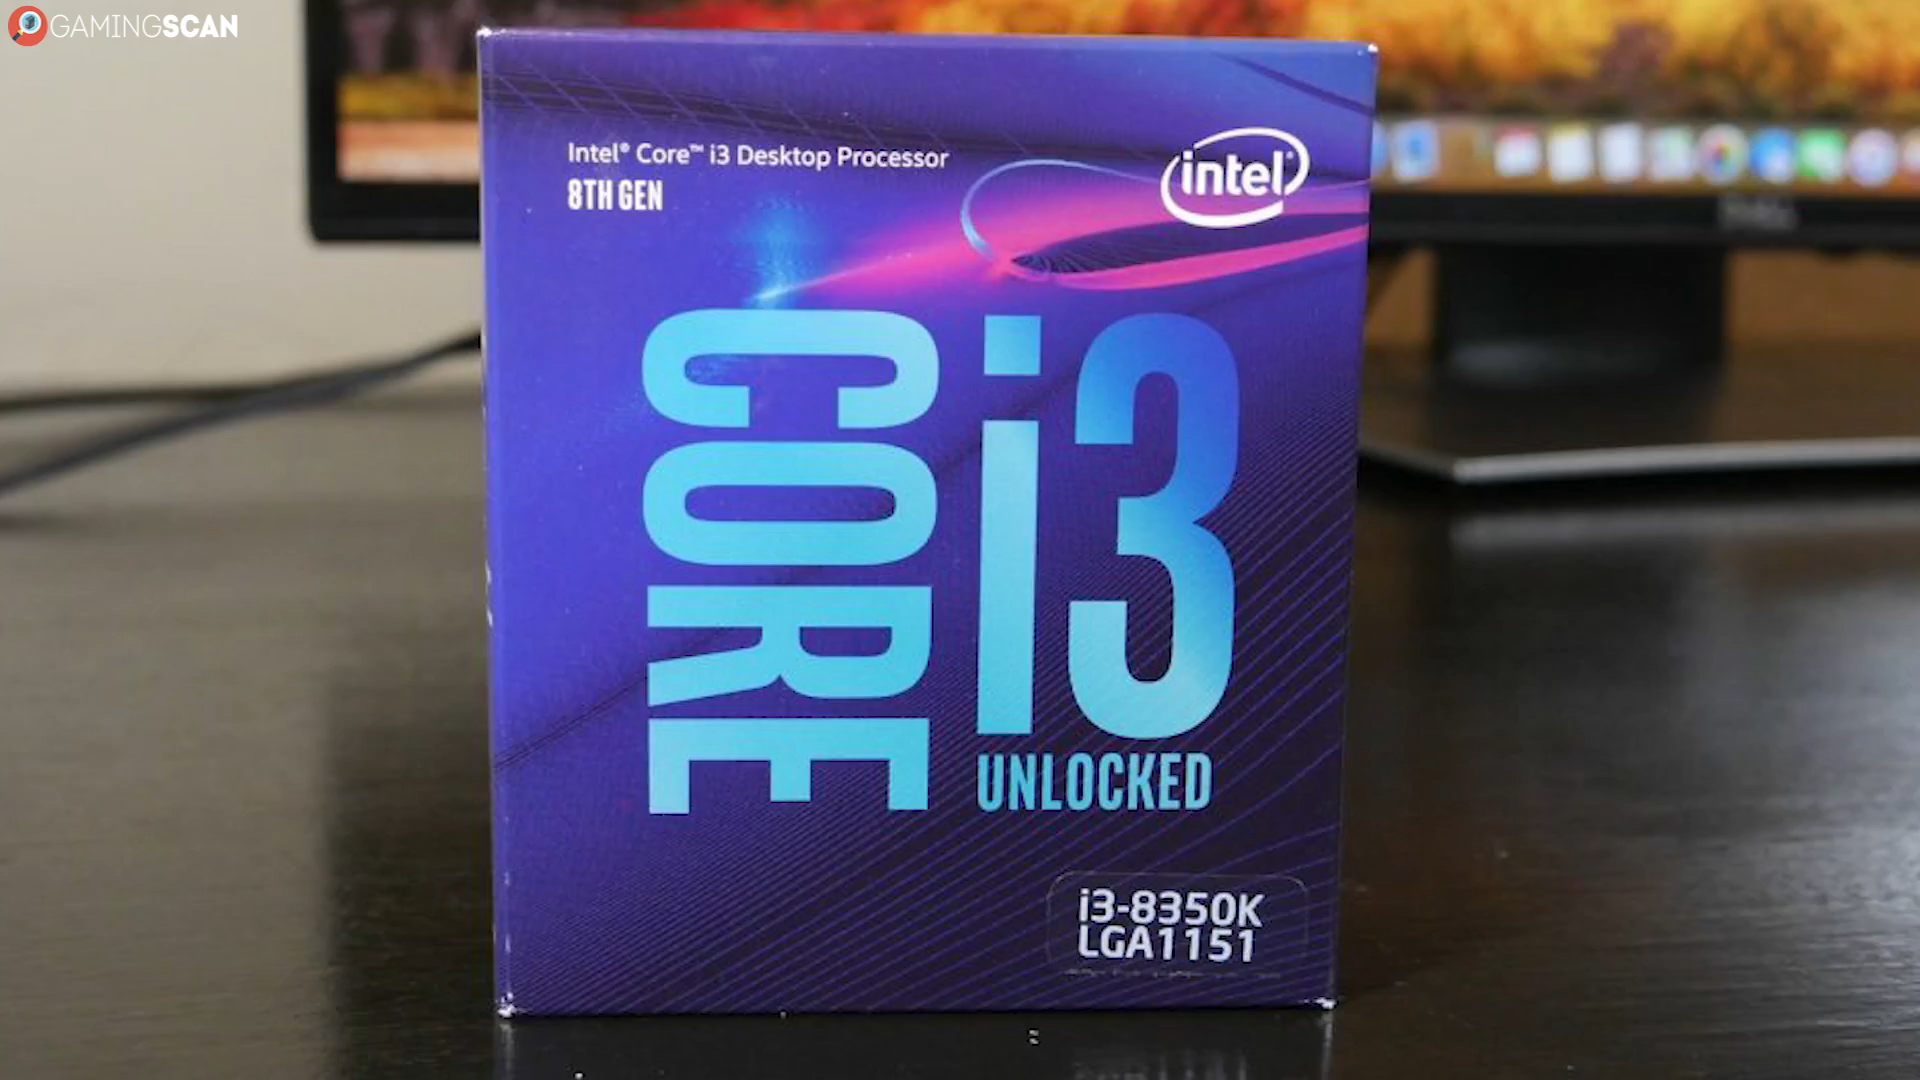 GAMINGSCAN
Intel® Core™ i3 Desktop Processor
8TH GEN
intel
CORE
i3
UNLOCKED
i3-8350K
LGA1151